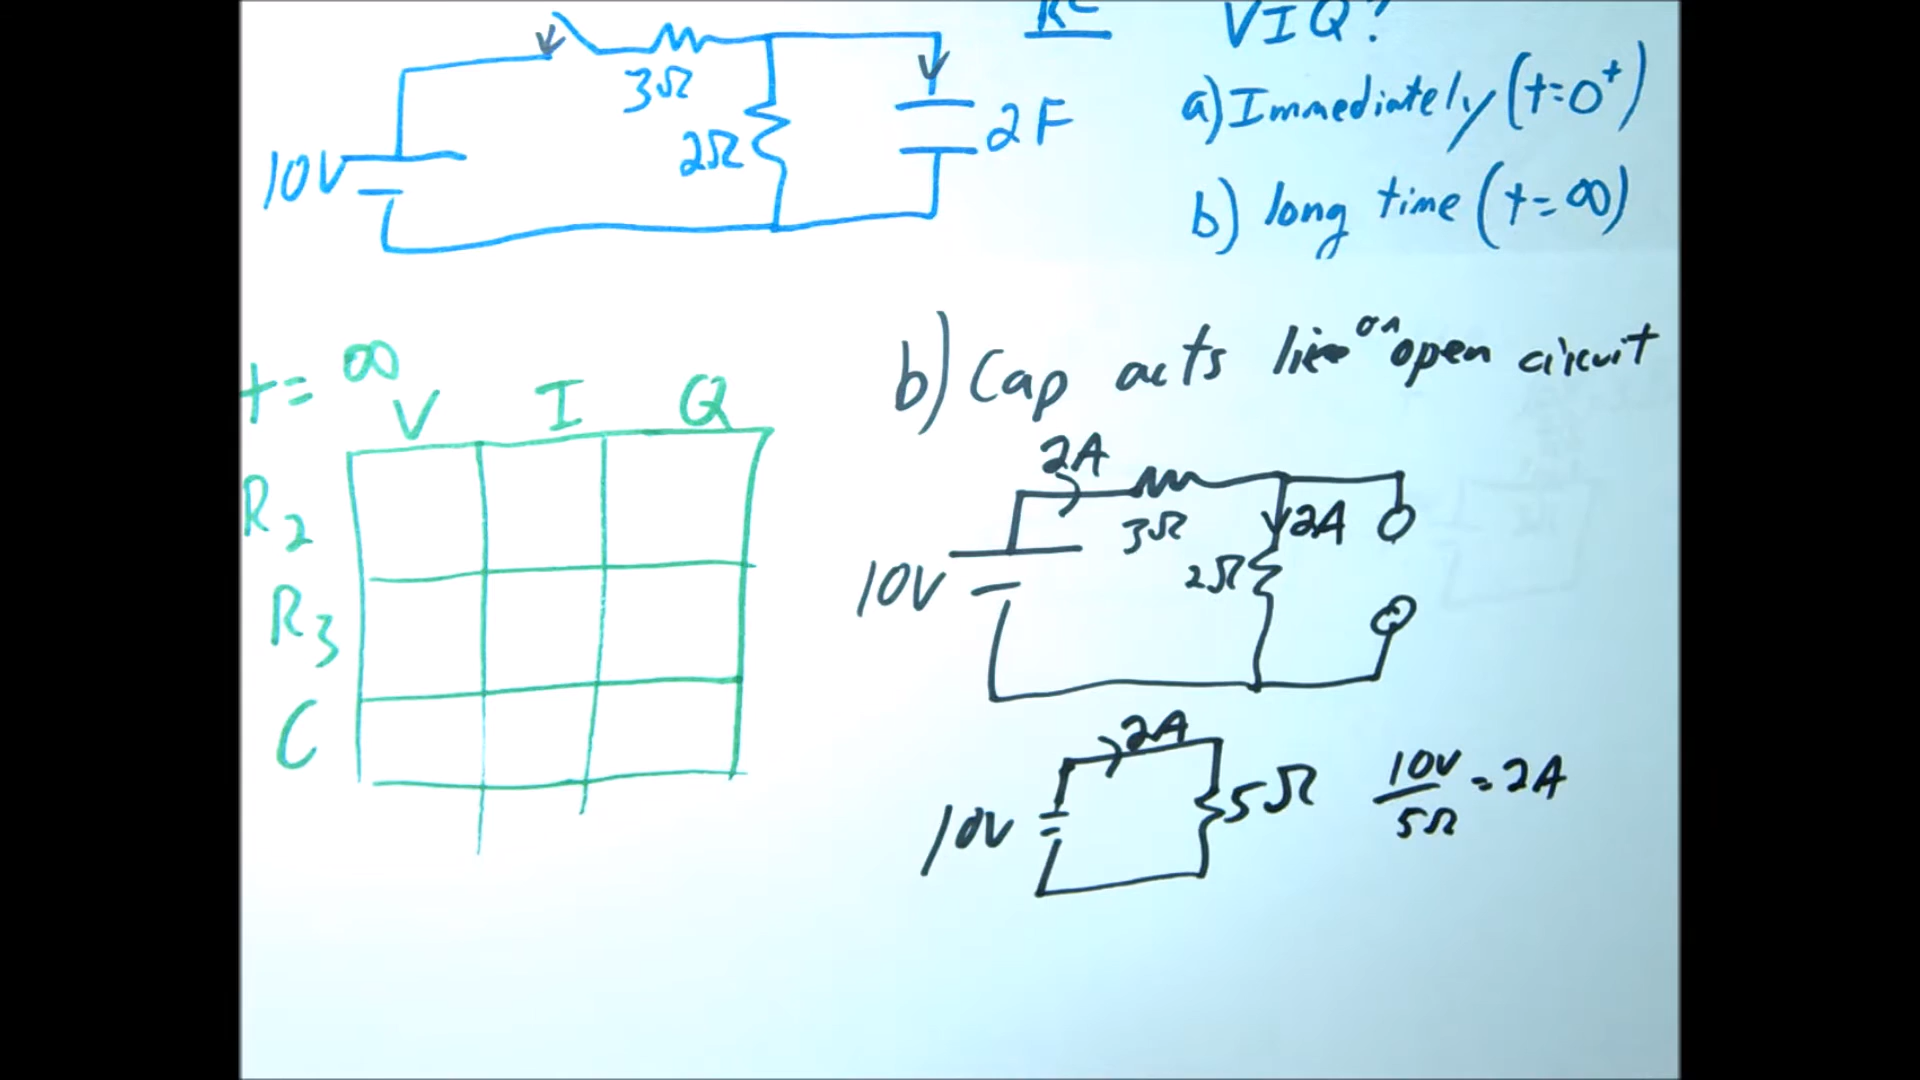 RC
VIQ?
3Ω
2Ω
2F
10V
a) Immediately (t=0⁺)
b) long time (t=∞)
t=∞
V I Q
R₂
R₃
C
b) Cap acts like an open circuit
2A
3Ω
2A
2Ω
10V
2A
10V
5Ω
10V/5Ω = 2A